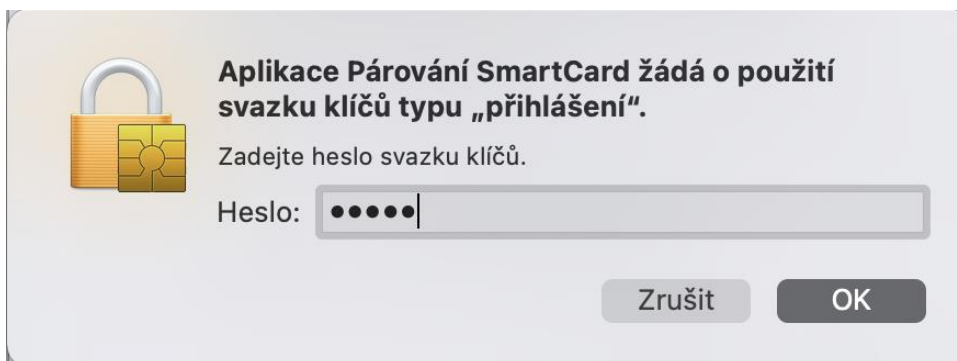 Aplikace Párování SmartCard žádá o použití
svazku klíčů typu „přihlášení“.
Zadejte heslo svazku klíčů.
Heslo: •••••
Zrušit OK